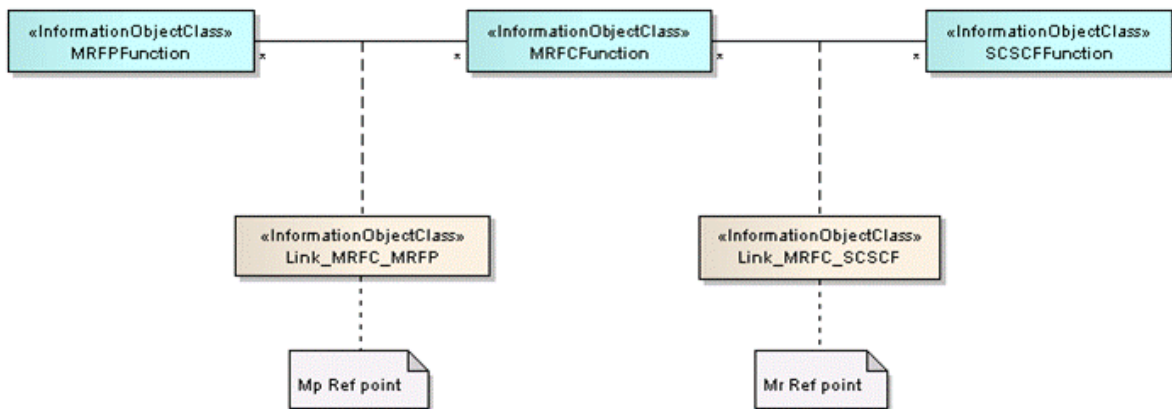 «InformationObjectClass»
MRFPFunction
«InformationObjectClass»
MRFCFunction
«InformationObjectClass»
SCSCFFunction
*
*
*
*
«InformationObjectClass»
Link_MRFC_MRFP
«InformationObjectClass»
Link_MRFC_SCSCF
Mp Ref point
Mr Ref point